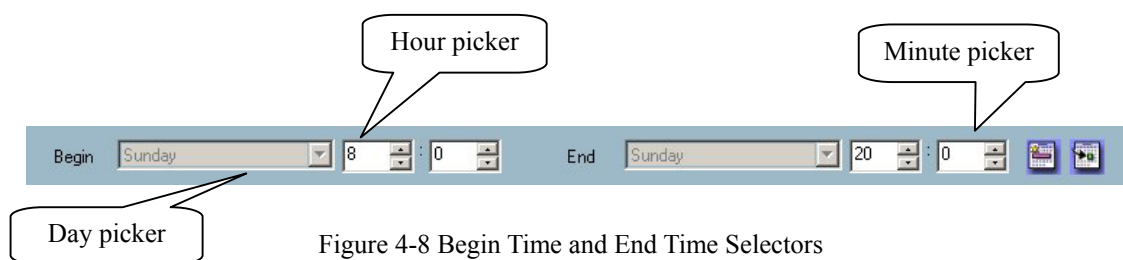 Hour picker
Minute picker
Begin Sunday 8 : 0 End Sunday 20 : 0
Day picker
Figure 4-8 Begin Time and End Time Selectors